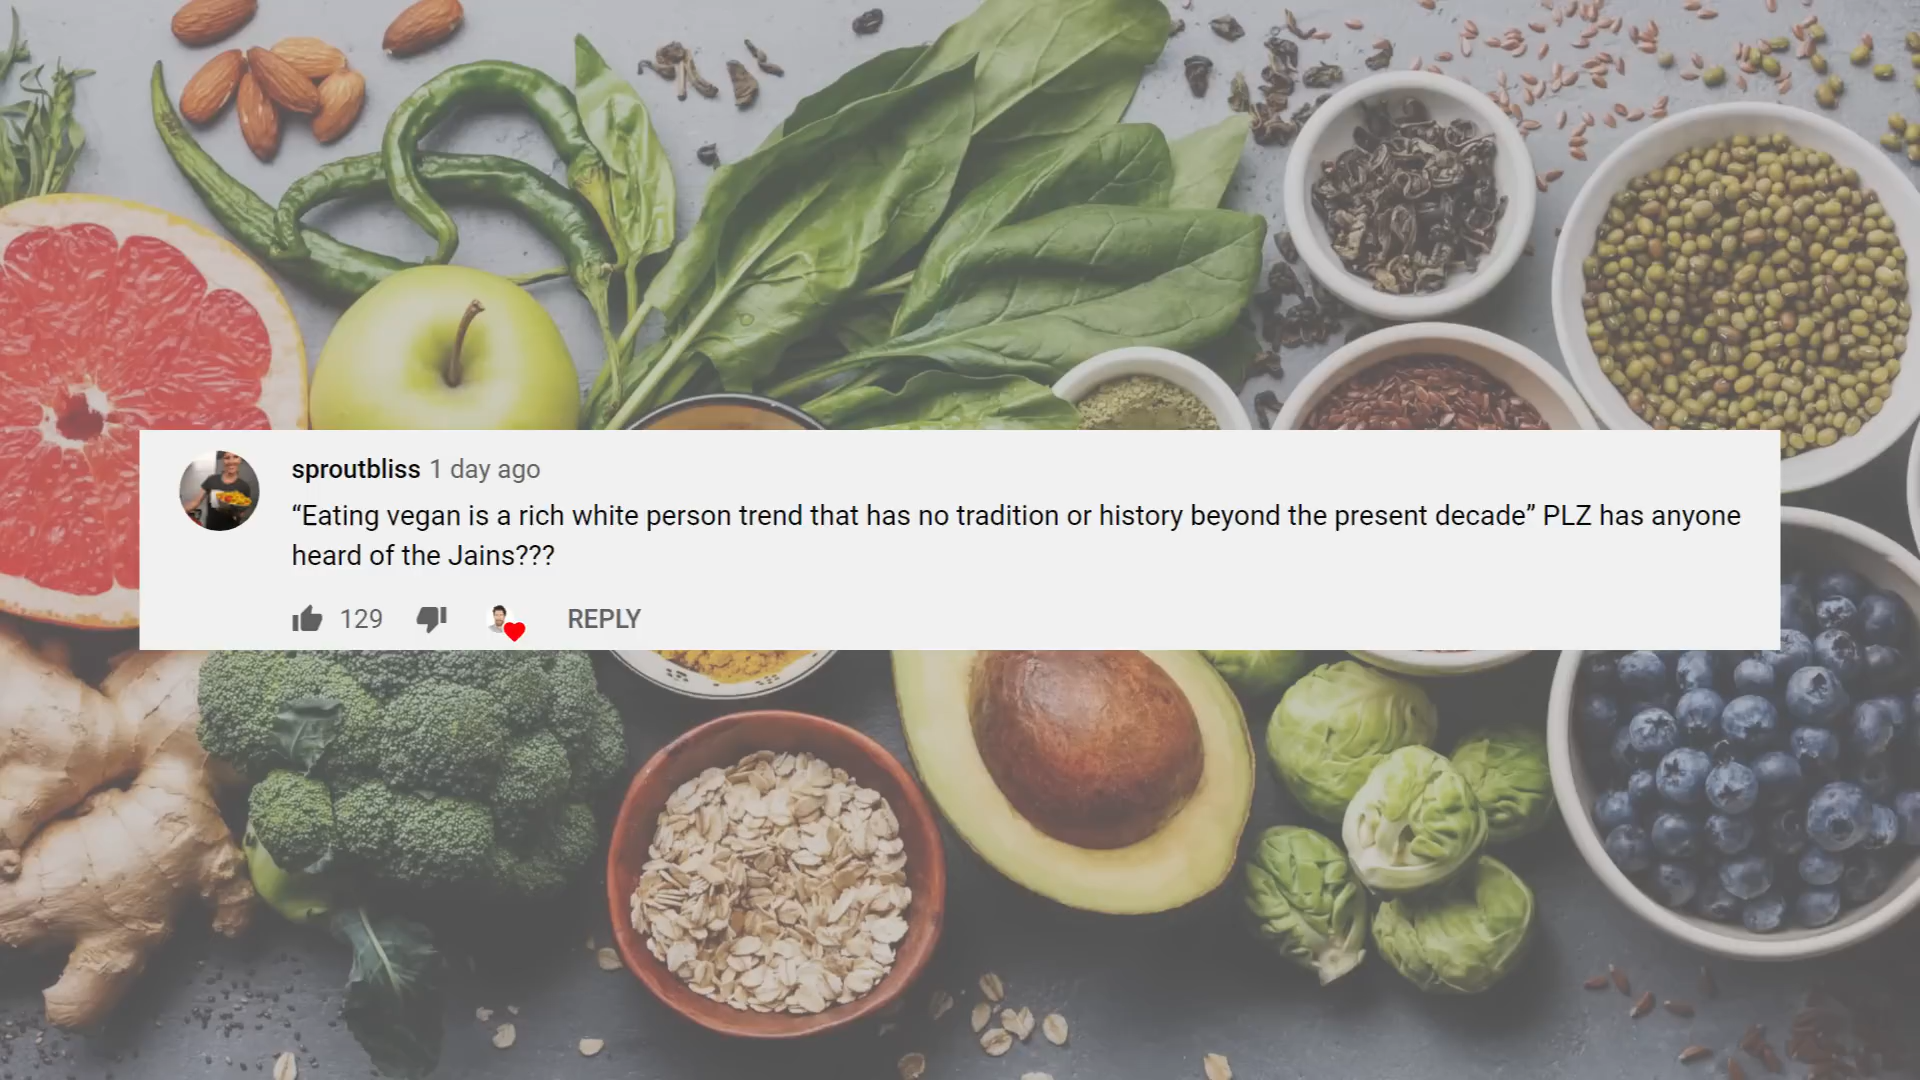 sproutbliss 1 day ago
“Eating vegan is a rich white person trend that has no tradition or history beyond the present decade” PLZ has anyone
heard of the Jains???
129 REPLY